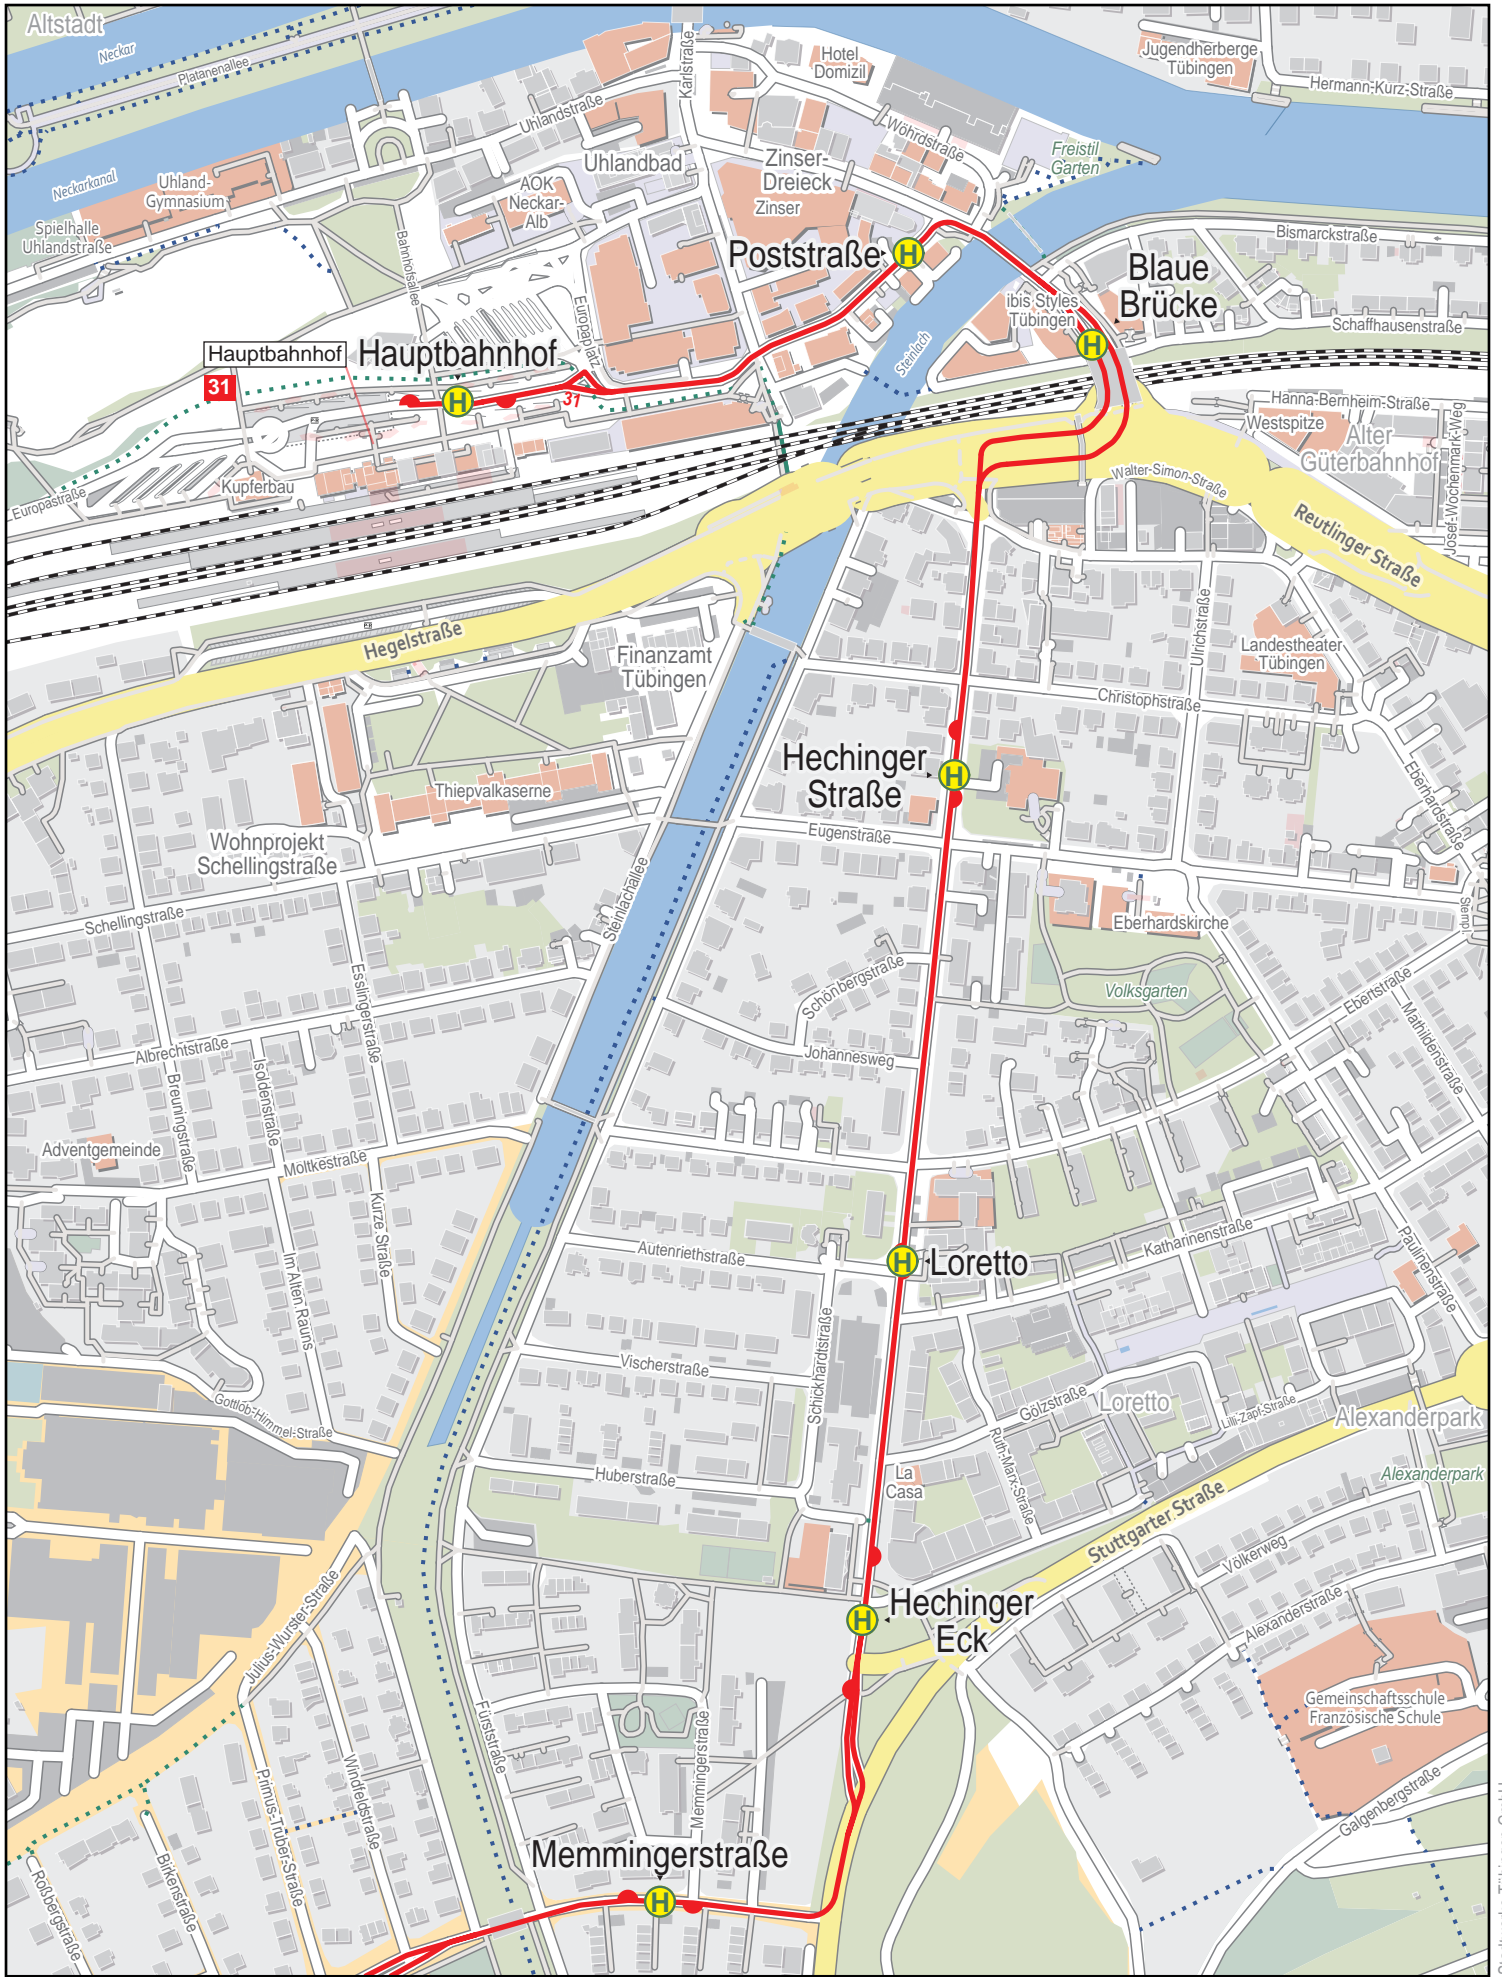 Altstadt
Neckar
Platanenallee
Karlstraße
Hotel
Domizil
Jugendherberge
Tübingen
Hermann-Kurz-Straße
Uhlandstraße
Wöhrdstraße
Freistil
Garten
Neckarkanal
Uhland-
Gymnasium
Uhlandbad
Zinser-
Dreieck
Zinser
AOK
Neckar-
Alb
Spielhalle
Uhlandstraße
Bahnhofsallee
Europaplatz
Poststraße
H
Bismarckstraße
Blaue
Brücke
ibis Styles
Tübingen
H
Schaffhausenstraße
Steinlach
Hauptbahnhof
31
Hauptbahnhof
H
31
Hanna-Bernheim-Straße
Westspitze
Alter
Güterbahnhof
Josef-Wochenmark-Weg
Kupferbau
Europastraße
Walter-Simon-Straße
Reutlinger Straße
Hegelstraße
Finanzamt
Tübingen
Ulrichstraße
Landestheater
Tübingen
Christophstraße
Hechinger
Straße
H
Thiepvalkaserne
Eberhardstraße
Wohnprojekt
Schellingstraße
Eugenstraße
Steinlachallee
Schellingstraße
Eberhardskirche
Esslingerstraße
Schönbergstraße
Volksgarten
Ebertstraße
Mathildenstraße
Albrechtstraße
Isoldenstraße
Breuningstraße
Johannesweg
Adventgemeinde
Moltkestraße
Kurze Straße
Im Alten Rauns
Autenriethstraße
H
Loretto
Katharinenstraße
Paulinenstraße
Schickhardtstraße
Vischerstraße
Gottlob-Himmel-Straße
Gölzstraße
Loretto
Lilli-Zapf-Straße
Alexanderpark
Ruth-Marx-Straße
Huberstraße
La
Casa
Alexanderpark
Stuttgarter Straße
Völkerweg
Julius-Wurster-Straße
H
Hechinger
Eck
Alexanderstraße
Gemeinschaftsschule
Französische Schule
Fürststraße
Memmingerstraße
Primus-Truber-Straße
Windfeldstraße
Galgenbergstraße
Memmingerstraße
H
Birkenstraße
Roßbergstraße